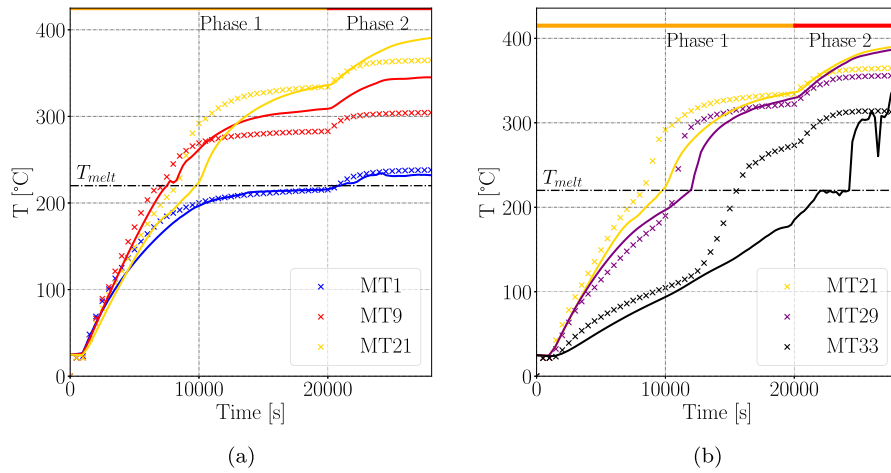 Phase 1
Phase 2
400
300
T [°C]
200
T_melt
100
MT1
MT9
MT21
0
0
10000
20000
Time [s]
(a)
Phase 1
Phase 2
400
300
T [°C]
200
T_melt
100
MT21
MT29
MT33
0
0
10000
20000
Time [s]
(b)